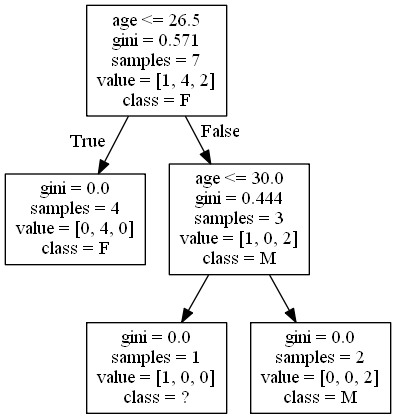 age <= 26.5
gini = 0.571
samples = 7
value = [1, 4, 2]
class = F
True
False
gini = 0.0
samples = 4
value = [0, 4, 0]
class = F
age <= 30.0
gini = 0.444
samples = 3
value = [1, 0, 2]
class = M
gini = 0.0
samples = 1
value = [1, 0, 0]
class = ?
gini = 0.0
samples = 2
value = [0, 0, 2]
class = M